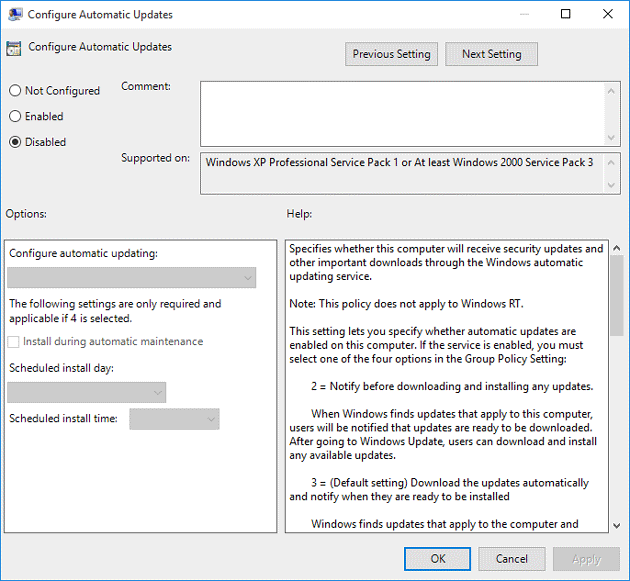 Configure Automatic Updates
Configure Automatic Updates
Previous Setting
Next Setting
Not Configured
Enabled
Disabled
Comment:
Supported on:
Windows XP Professional Service Pack 1 or At least Windows 2000 Service Pack 3
Options:
Help:
Configure automatic updating:
The following settings are only required and
applicable if 4 is selected.
Install during automatic maintenance
Scheduled install day:
Scheduled install time:
Specifies whether this computer will receive security updates and
other important downloads through the Windows automatic
updating service.
Note: This policy does not apply to Windows RT.
This setting lets you specify whether automatic updates are
enabled on this computer. If the service is enabled, you must
select one of the four options in the Group Policy Setting:
2 = Notify before downloading and installing any updates.
When Windows finds updates that apply to this computer,
users will be notified that updates are ready to be downloaded.
After going to Windows Update, users can download and install
any available updates.
3 = (Default setting) Download the updates automatically
and notify when they are ready to be installed
Windows finds updates that apply to the computer and
OK
Cancel
Apply